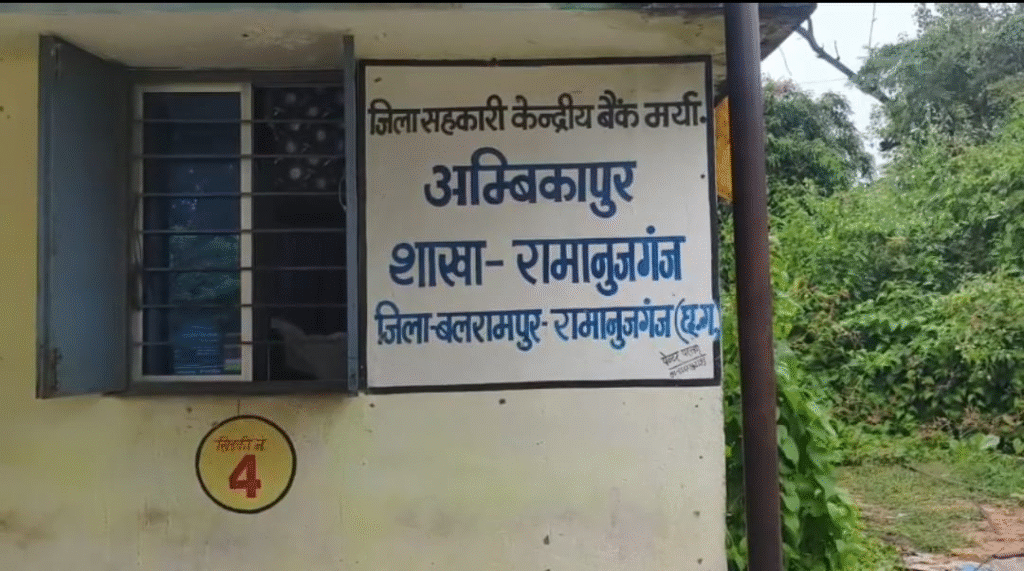 जिला सहकारी केन्द्रीय बैंक मर्या.
अम्बिकापुर
शाखा- रामानुजगंज
जिला-बलरामपुर- रामानुजगंज (छ.ग.
खिड़की नं.
4